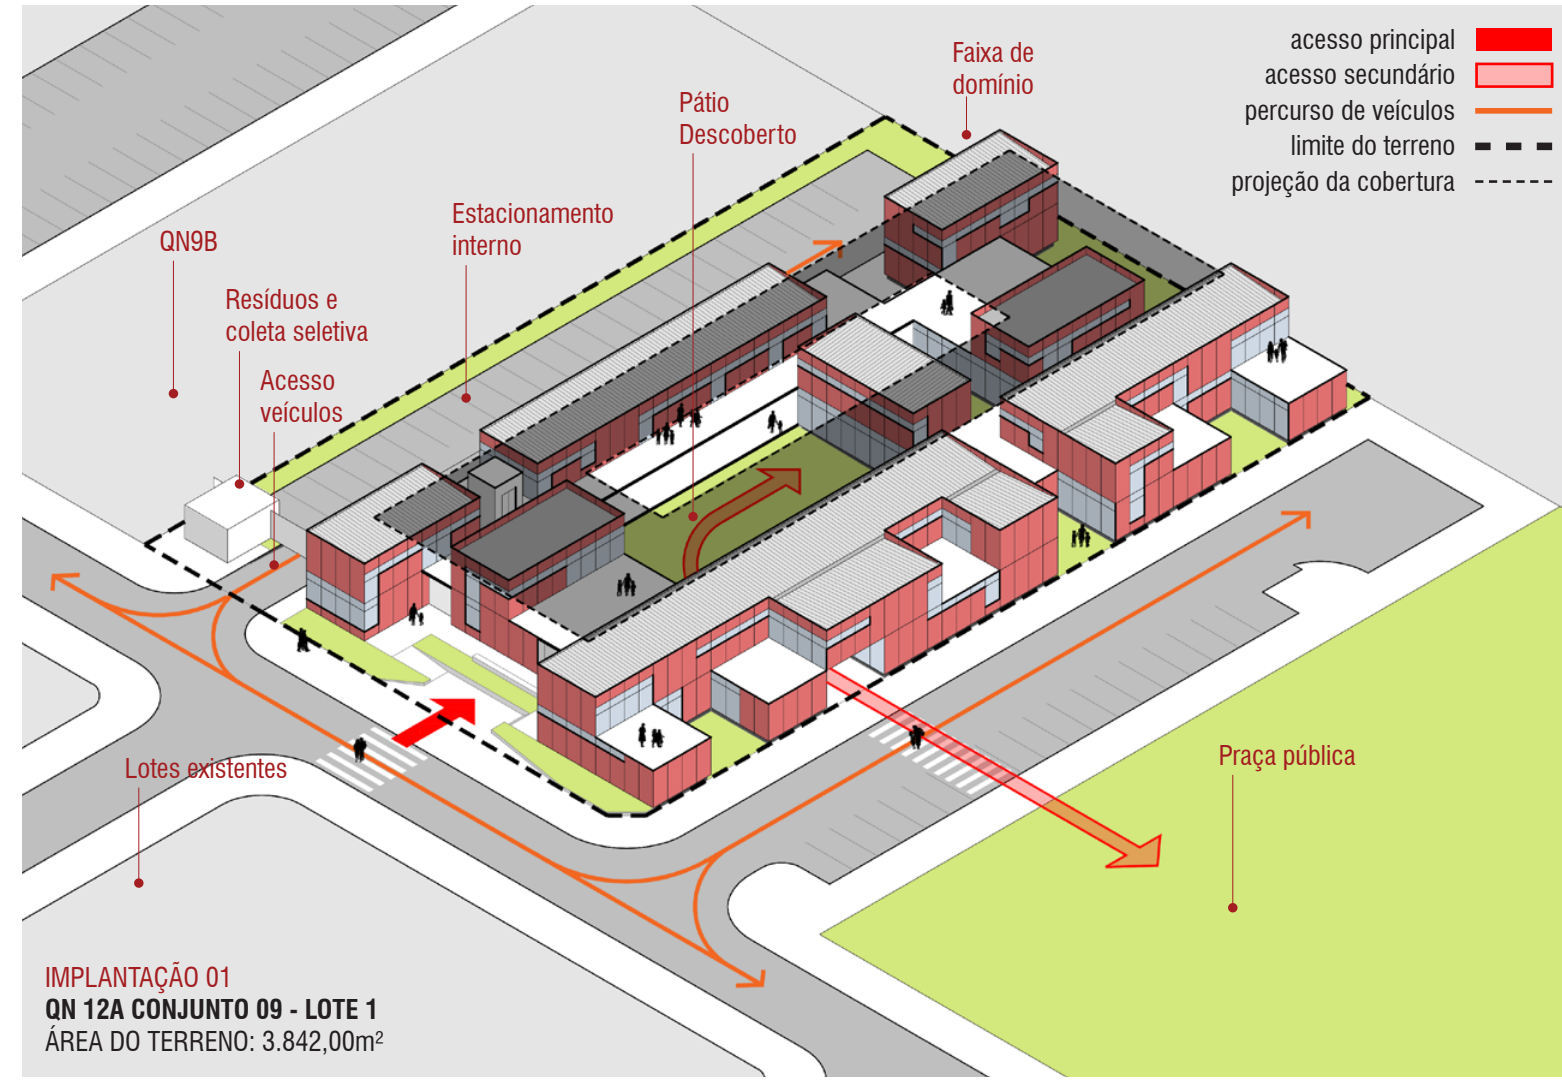 acesso principal
acesso secundário
percurso de veículos
limite do terreno
projeção da cobertura
Faixa de
domínio
Pátio
Descoberto
Estacionamento
interno
QN9B
Resíduos e
coleta seletiva
Acesso
veículos
Praça pública
Lotes existentes
IMPLANTAÇÃO 01
QN 12A CONJUNTO 09 - LOTE 1
ÁREA DO TERRENO: 3.842,00m²